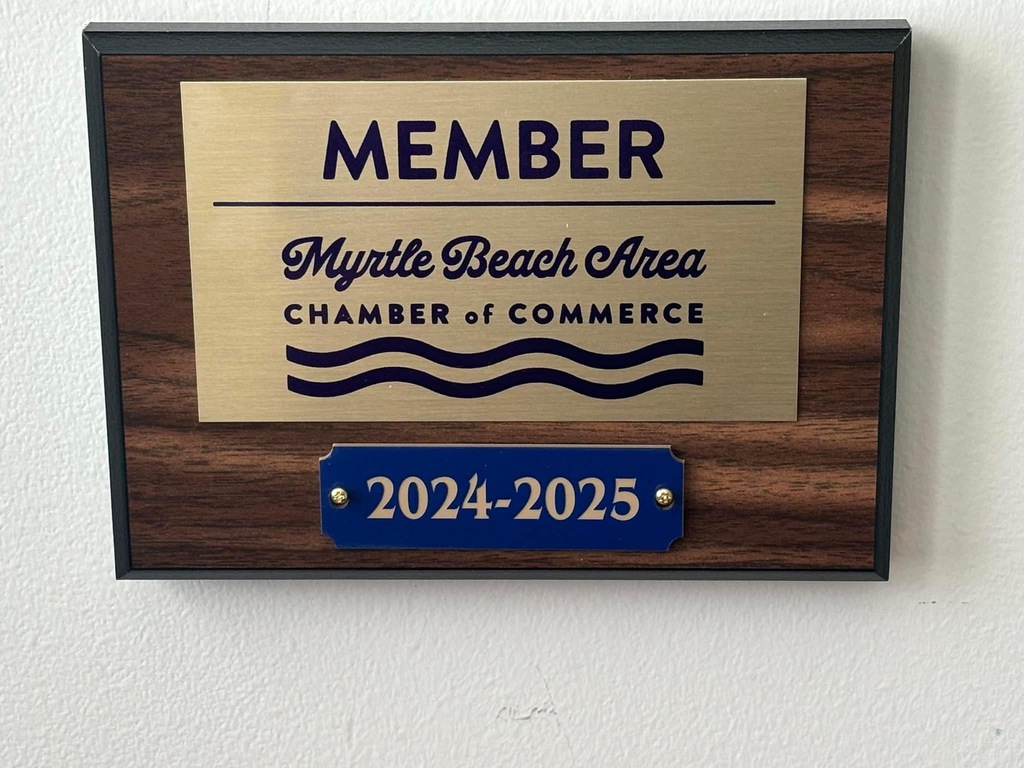 MEMBER
Myrtle Beach Area
CHAMBER of COMMERCE
2024-2025